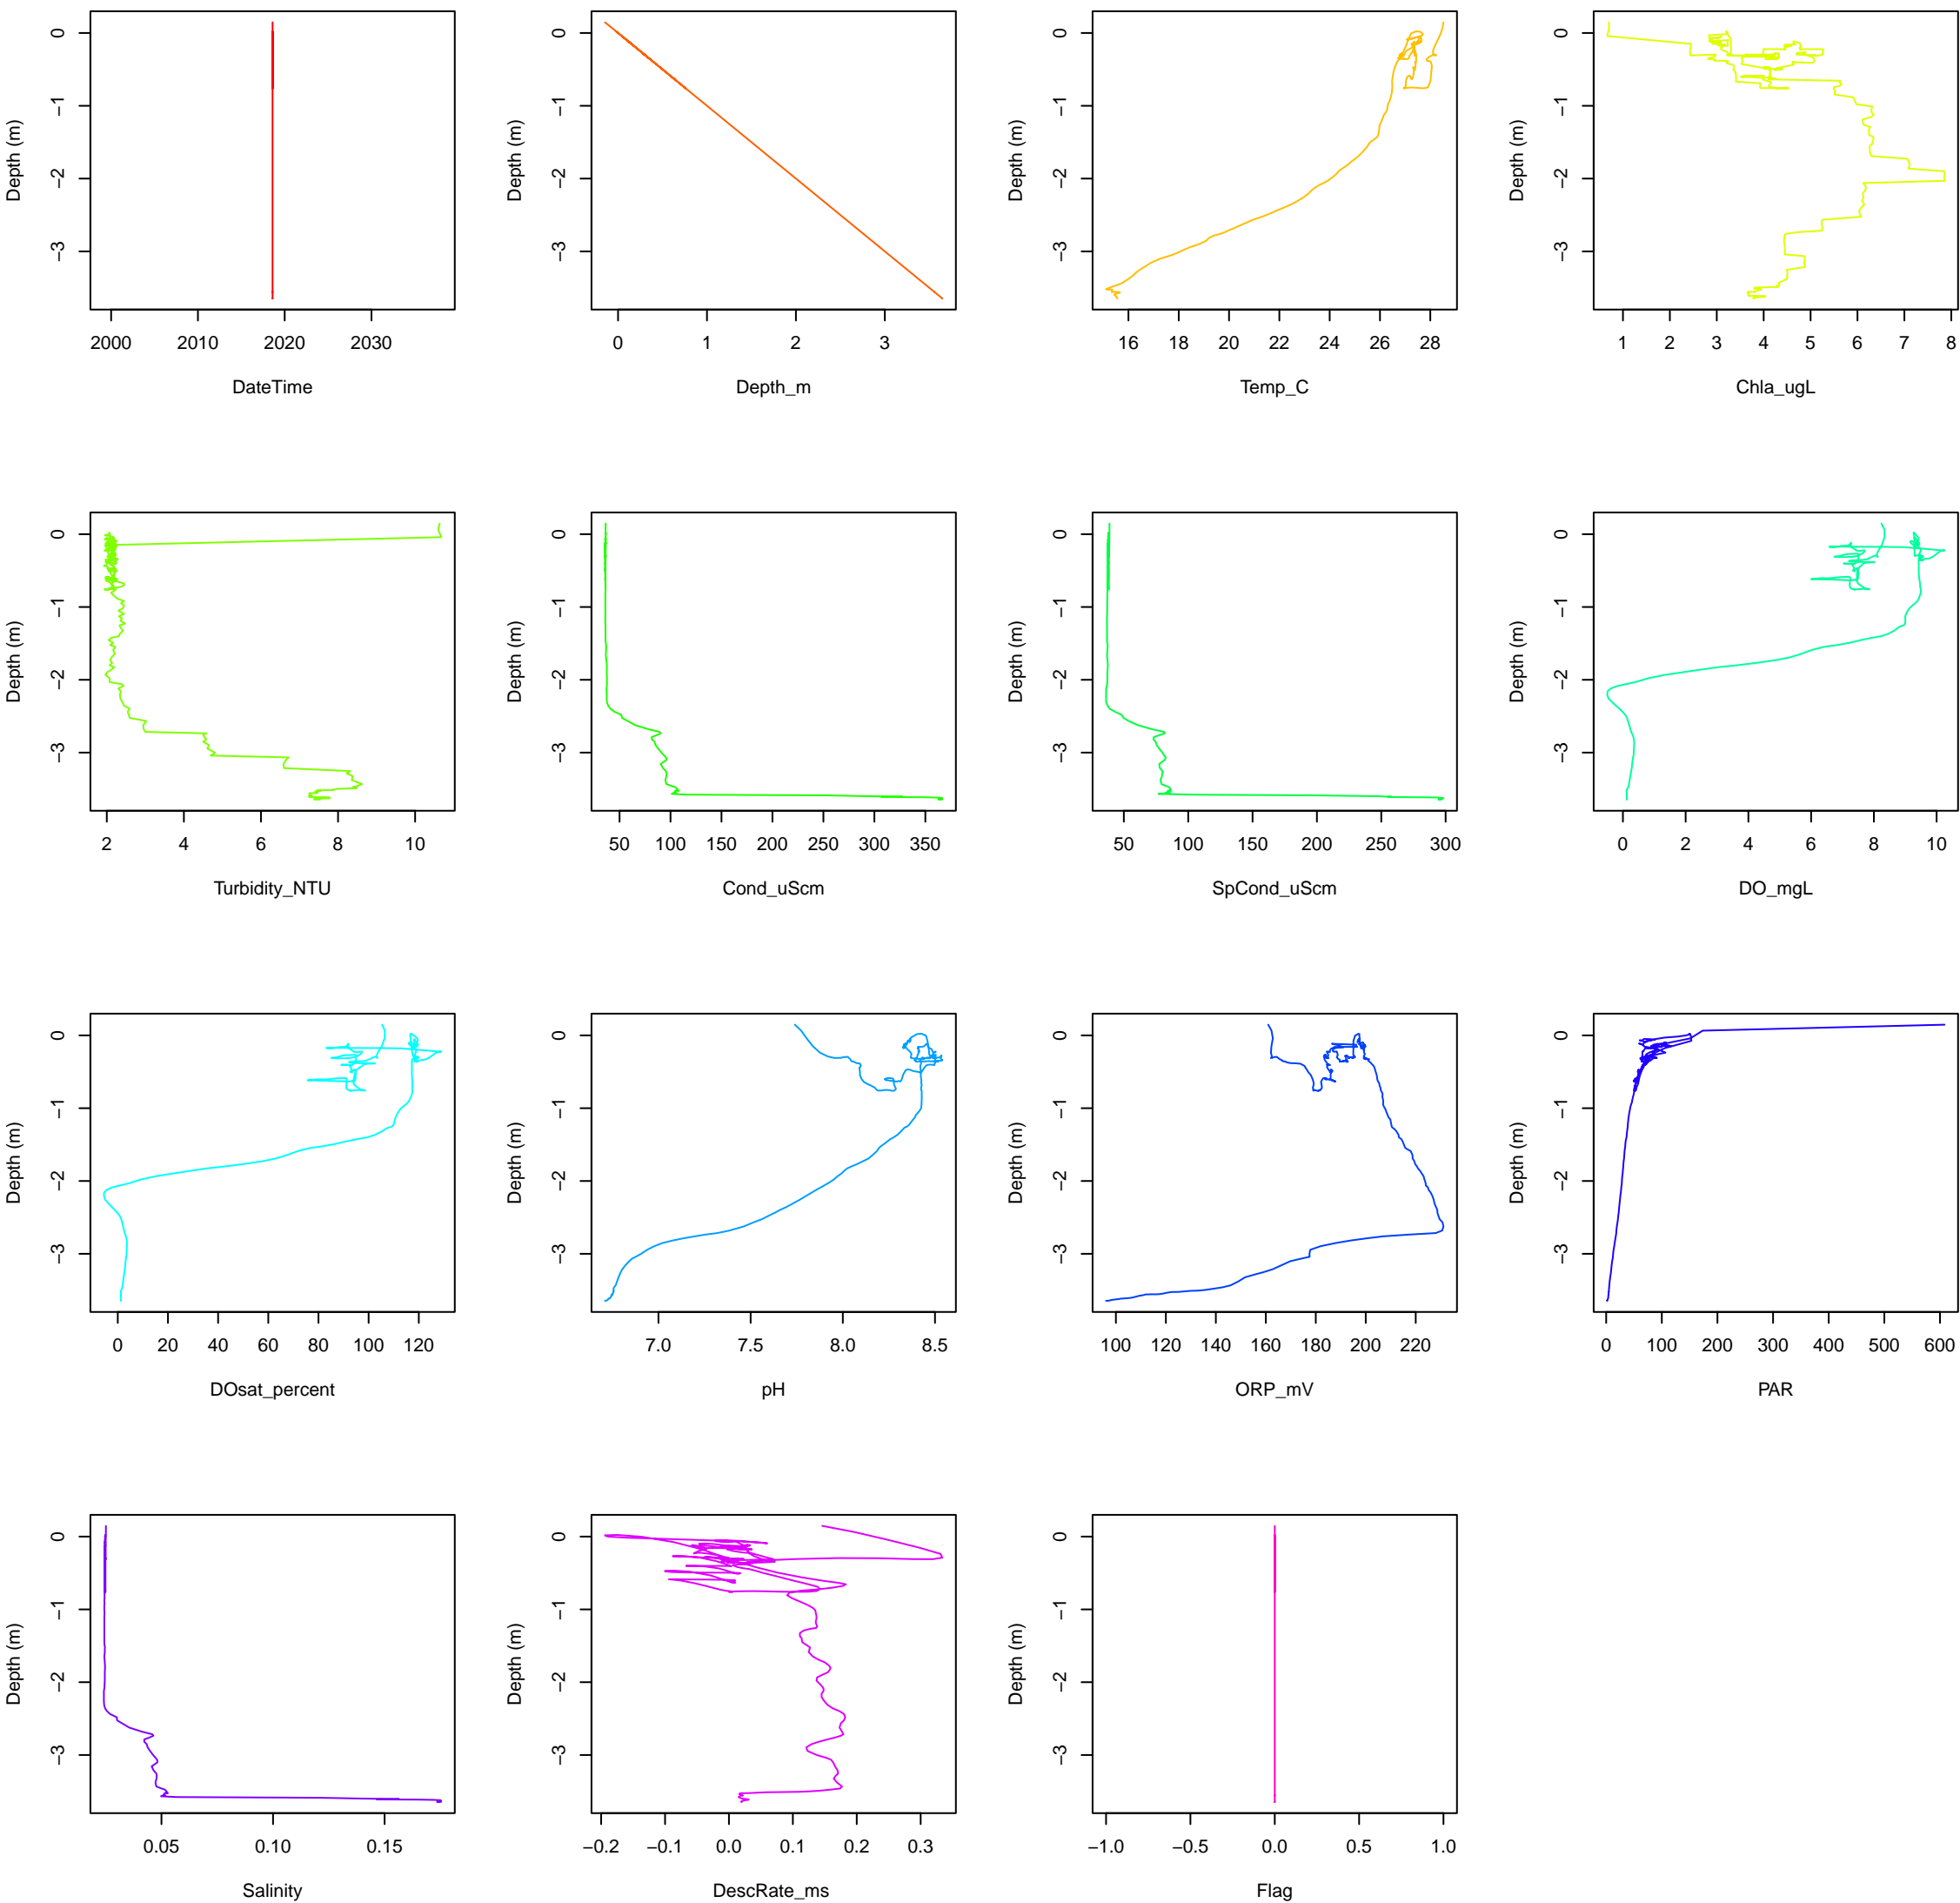 0 0 0 0
−1 −1 −1 −1
Depth (m) Depth (m) Depth (m) Depth (m)
−2 −2 −2 −2
−3 −3 −3 −3
2000 2010 2020 2030 0 1 2 3 16 18 20 22 24 26 28 1 2 3 4 5 6 7 8
DateTime Depth_m Temp_C Chla_ugL
0 0 0 0
−1 −1 −1 −1
Depth (m) Depth (m) Depth (m) Depth (m)
−2 −2 −2 −2
−3 −3 −3 −3
2 4 6 8 10 50 100 150 200 250 300 350 50 100 150 200 250 300 0 2 4 6 8 10
Turbidity_NTU Cond_uScm SpCond_uScm DO_mgL
0 0 0 0
−1 −1 −1 −1
Depth (m) Depth (m) Depth (m) Depth (m)
−2 −2 −2 −2
−3 −3 −3 −3
0 20 40 60 80 100 120 7.0 7.5 8.0 8.5 100 120 140 160 180 200 220 0 100 200 300 400 500 600
DOsat_percent pH ORP_mV PAR
0 0 0
−1 −1 −1
Depth (m) Depth (m) Depth (m)
−2 −2 −2
−3 −3 −3
0.05 0.10 0.15 −0.2 −0.1 0.0 0.1 0.2 0.3 −1.0 −0.5 0.0 0.5 1.0
Salinity DescRate_ms Flag